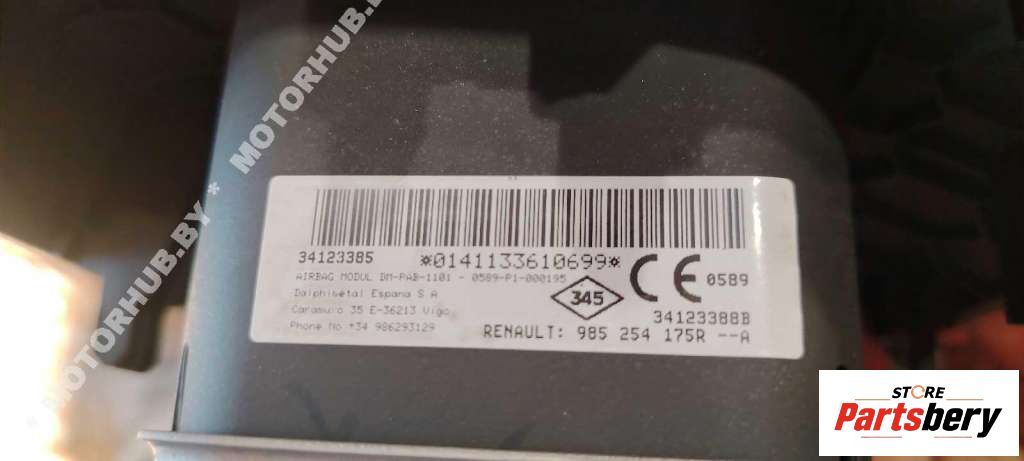 MOTORHUB.BY * MOTORHUB.BY
34123385 *0141133610699*
AIRBAG MODUL DM-PAB-1101 - 0589-P1-000195
Dalphimetal Espana S.A
Caramuro 35 E-36213 Vigo
Phone No +34 986293129
345
CE 0589
34123388B
RENAULT: 985 254 175R --A
STORE
Partsbery